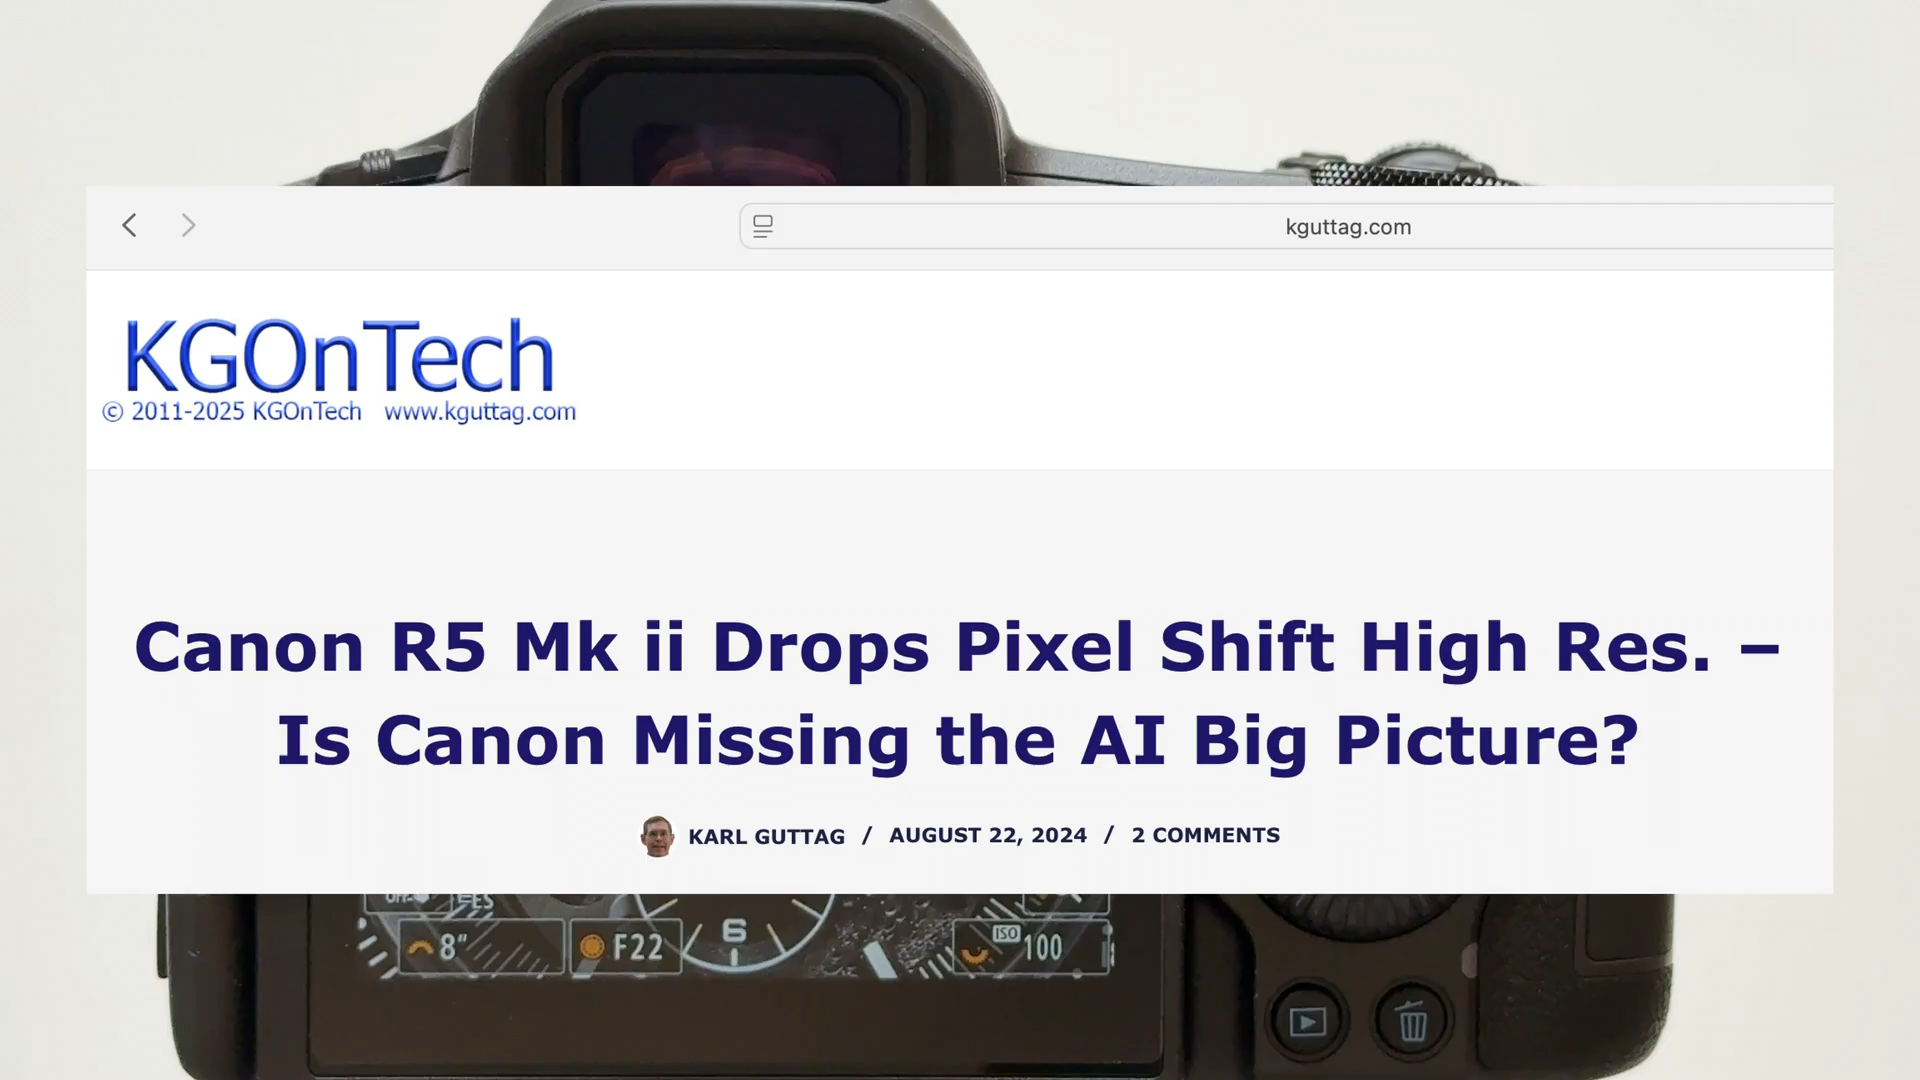 kguttag.com
KGOnTech
© 2011-2025 KGOnTech www.kguttag.com
Canon R5 Mk ii Drops Pixel Shift High Res. –
Is Canon Missing the AI Big Picture?
KARL GUTTAG / AUGUST 22, 2024 / 2 COMMENTS
6
8" F22 ISO 100